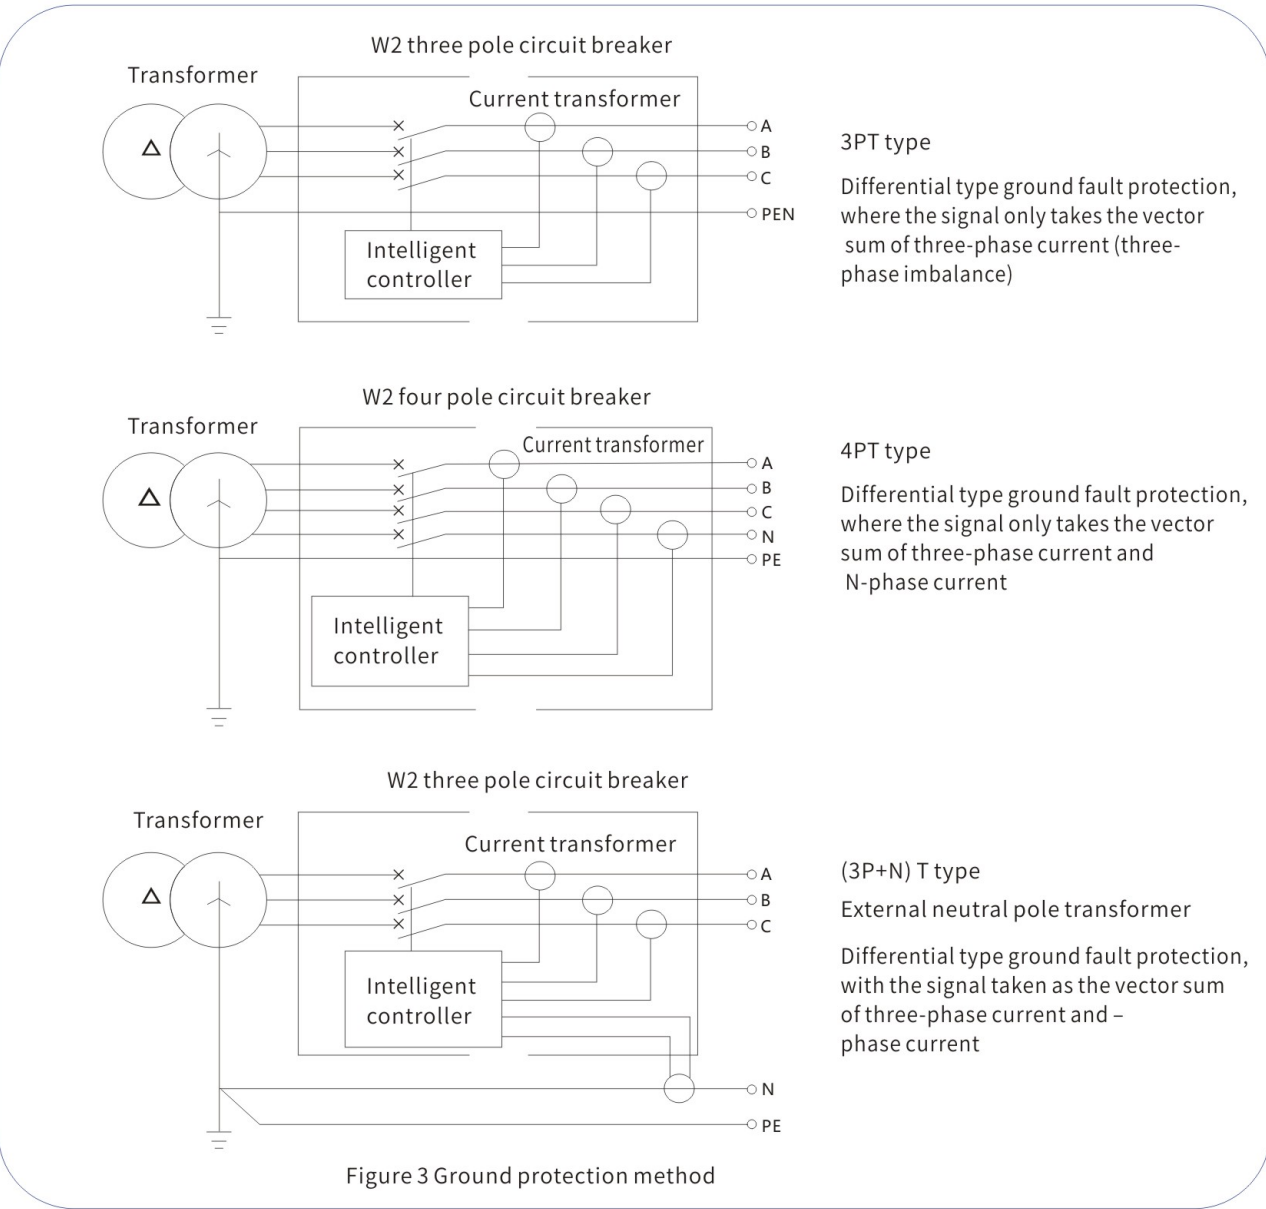 W2 three pole circuit breaker
Transformer
Current transformer
A
B
C
PEN
Intelligent
controller
3PT type
Differential type ground fault protection,
where the signal only takes the vector
sum of three-phase current (three-
phase imbalance)
W2 four pole circuit breaker
Transformer
Current transformer
A
B
C
N
PE
Intelligent
controller
4PT type
Differential type ground fault protection,
where the signal only takes the vector
sum of three-phase current and
N-phase current
W2 three pole circuit breaker
Transformer
Current transformer
A
B
C
Intelligent
controller
N
PE
(3P+N) T type
External neutral pole transformer
Differential type ground fault protection,
with the signal taken as the vector sum
of three-phase current and –
phase current
Figure 3 Ground protection method